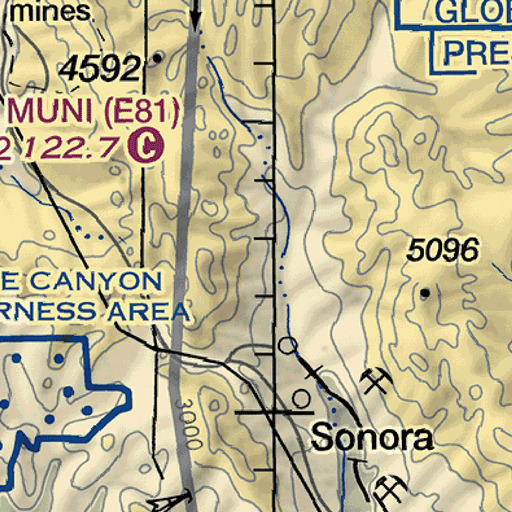 mines
GLO
PRE
4592
MUNI (E81)
122.7 C
5096
E CANYON
RNESS AREA
3000
Sonora